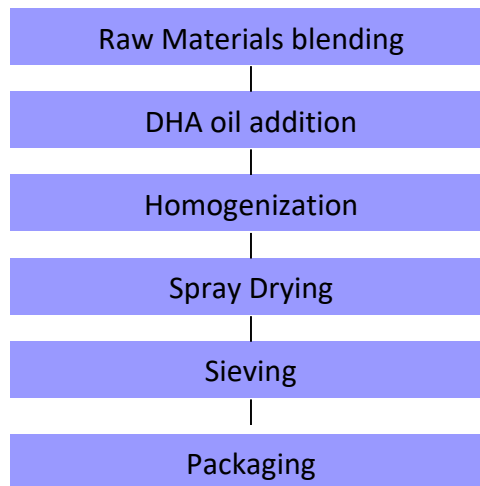 Raw Materials blending
DHA oil addition
Homogenization
Spray Drying
Sieving
Packaging